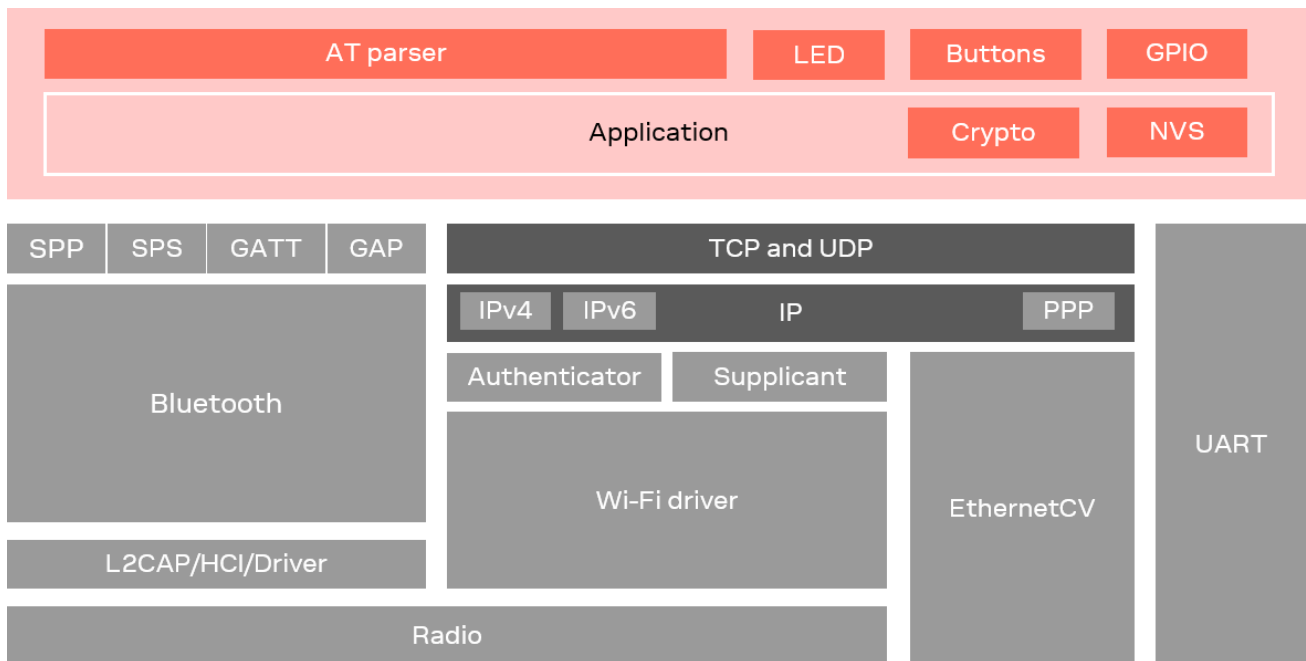 AT parser
LED
Buttons
GPIO
Application
Crypto
NVS
SPP
SPS
GATT
GAP
TCP and UDP
IPv4
IPv6
IP
PPP
Authenticator
Supplicant
Bluetooth
UART
Wi-Fi driver
EthernetCV
L2CAP/HCI/Driver
Radio